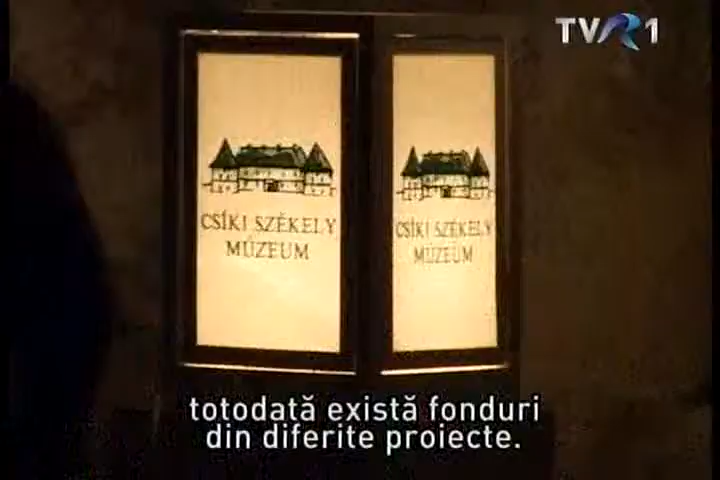 TVR1
CSÍKI SZÉKELY
MÚZEUM
CSÍKI SZÉKELY
MÚZEUM
totodată există fonduri
din diferite proiecte.